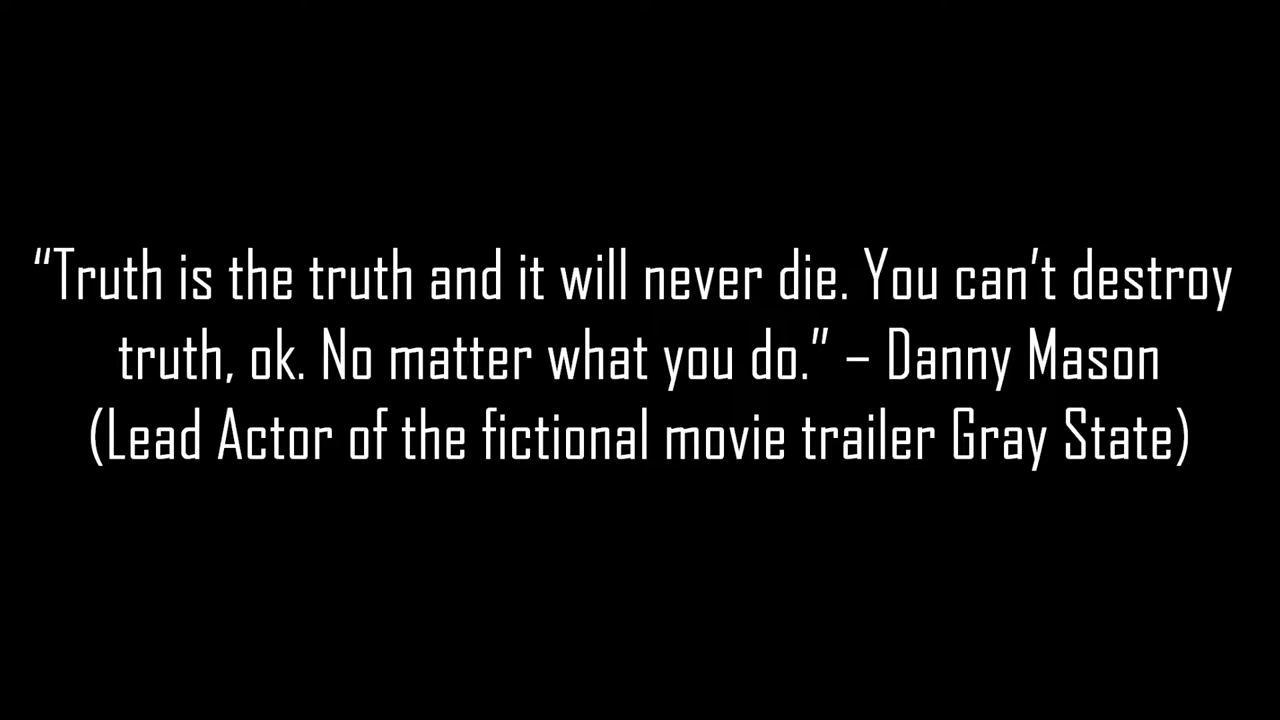 “Truth is the truth and it will never die. You can’t destroy
truth, ok. No matter what you do.” – Danny Mason
(Lead Actor of the fictional movie trailer Gray State)